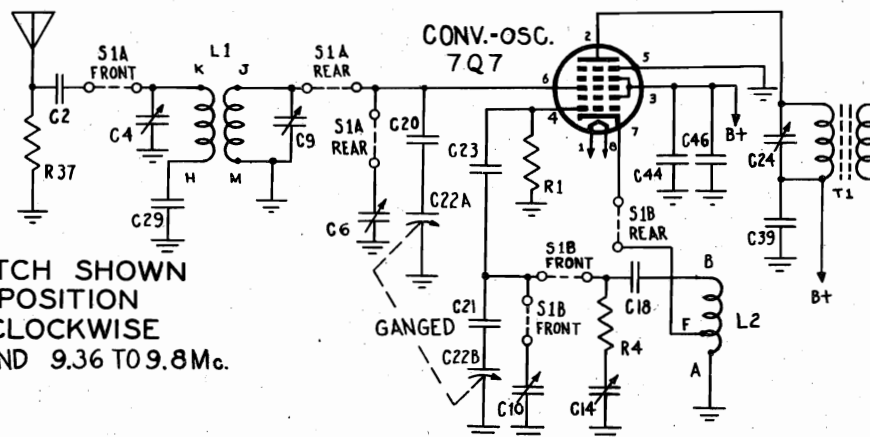 CONV.-OSC.
7Q7
S1A
FRONT
L1
K
J
S1A
REAR
C2
C4
C9
H
M
R37
C29
S1A
REAR
C6
C20
C22A
C23
R1
2
5
6
3
4
7
1
8
C44
C46
B+
C24
T1
C39
B+
S1B
REAR
S1B
FRONT
B
C18
F
L2
A
C21
S1B
FRONT
R4
GANGED
C22B
C10
C14
TCH SHOWN
POSITION
CLOCKWISE
ND 9.36 TO 9.8 Mc.